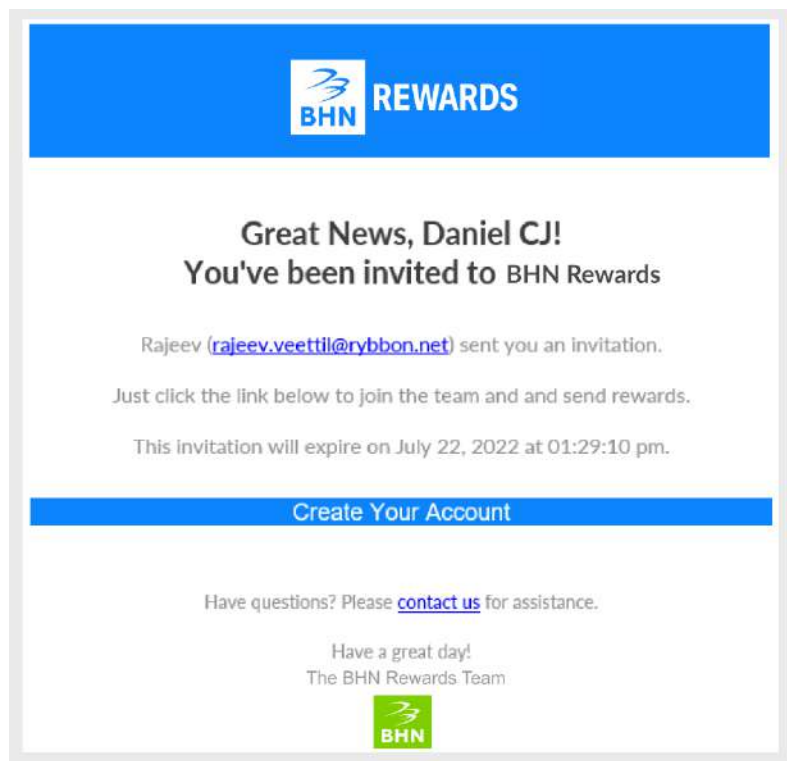 BHN REWARDS
Great News, Daniel CJ!
You've been invited to BHN Rewards
Rajeev (rajeev.veettil@rybbon.net) sent you an invitation.
Just click the link below to join the team and and send rewards.
This invitation will expire on July 22, 2022 at 01:29:10 pm.
Create Your Account
Have questions? Please contact us for assistance.
Have a great day!
The BHN Rewards Team
BHN